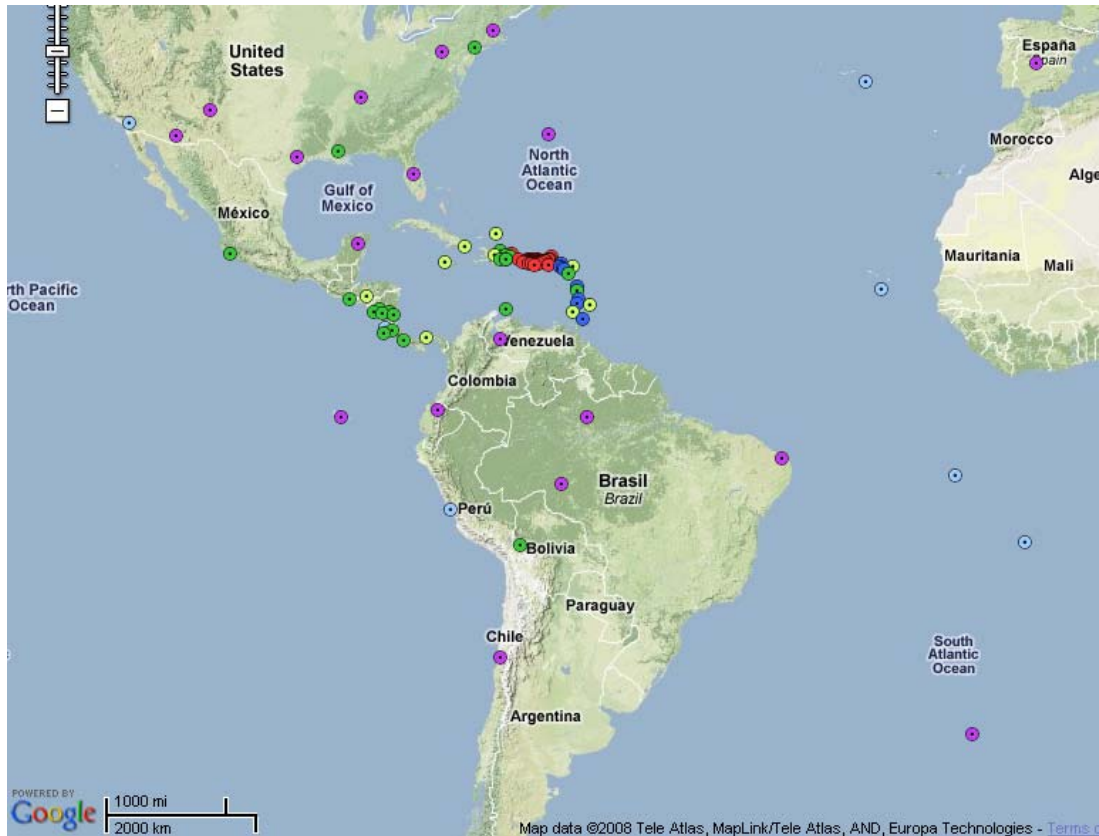 United
States
España
Spain
Morocco
North
Atlantic
Ocean
Alge
Gulf of
Mexico
México
Mauritania
Mali
rth Pacific
Ocean
Venezuela
Colombia
Brasil
Brazil
Perú
Bolivia
Paraguay
Chile
South
Atlantic
Ocean
Argentina
POWERED BY
Google
1000 mi
2000 km
Map data ©2008 Tele Atlas, MapLink/Tele Atlas, AND, Europa Technologies - Terms o